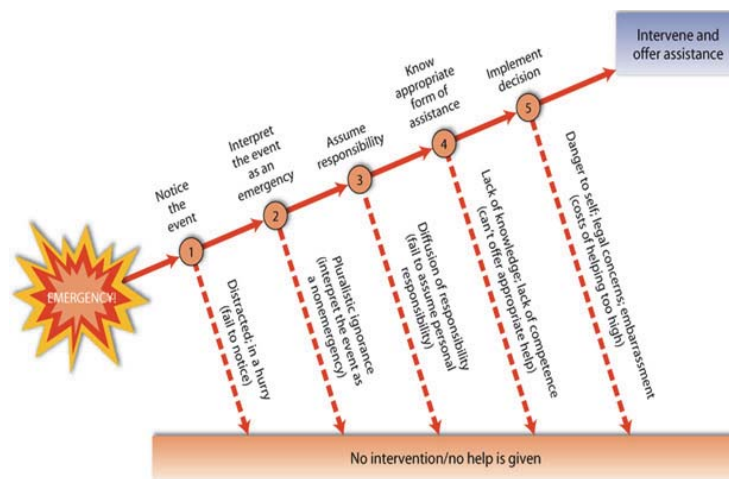 EMERGENCY!
1
Notice
the
event
Distracted; in a hurry
(fail to notice)
2
Interpret
the event
as an
emergency
Pluralistic ignorance
(interpret the event as
a nonemergency)
3
Assume
responsibility
Diffusion of responsibility
(fail to assume personal
responsibility)
4
Know
appropriate
form of
assistance
Lack of knowledge; lack of competence
(can't offer appropriate help)
5
Implement
decision
Danger to self; legal concerns; embarrassment
(costs of helping too high)
Intervene and
offer assistance
No intervention/no help is given